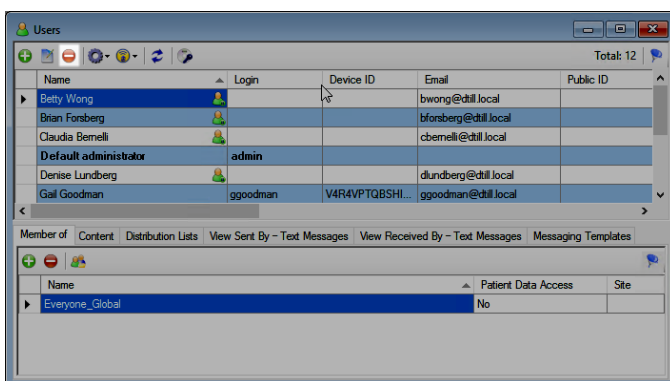 Users
Total: 12
Name Login Device ID Email Public ID
Betty Wong bwong@dtill.local
Brian Forsberg bforsberg@dtill.local
Claudia Bernelli cbernelli@dtill.local
Default administrator admin
Denise Lundberg dlundberg@dtill.local
Gail Goodman ggoodman V4R4VPTQBSHI... ggoodman@dtill.local
Member of Content Distribution Lists View Sent By – Text Messages View Received By – Text Messages Messaging Templates
Name Patient Data Access Site
Everyone_Global No